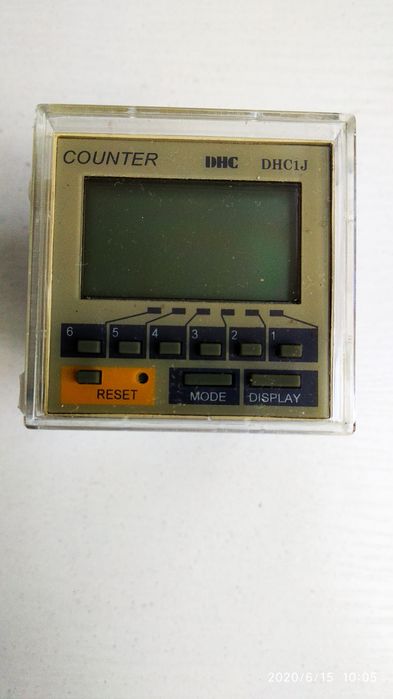 COUNTER DHC DHC1J
6 5 4 3 2 1
RESET MODE DISPLAY
2020/6/15 10:05